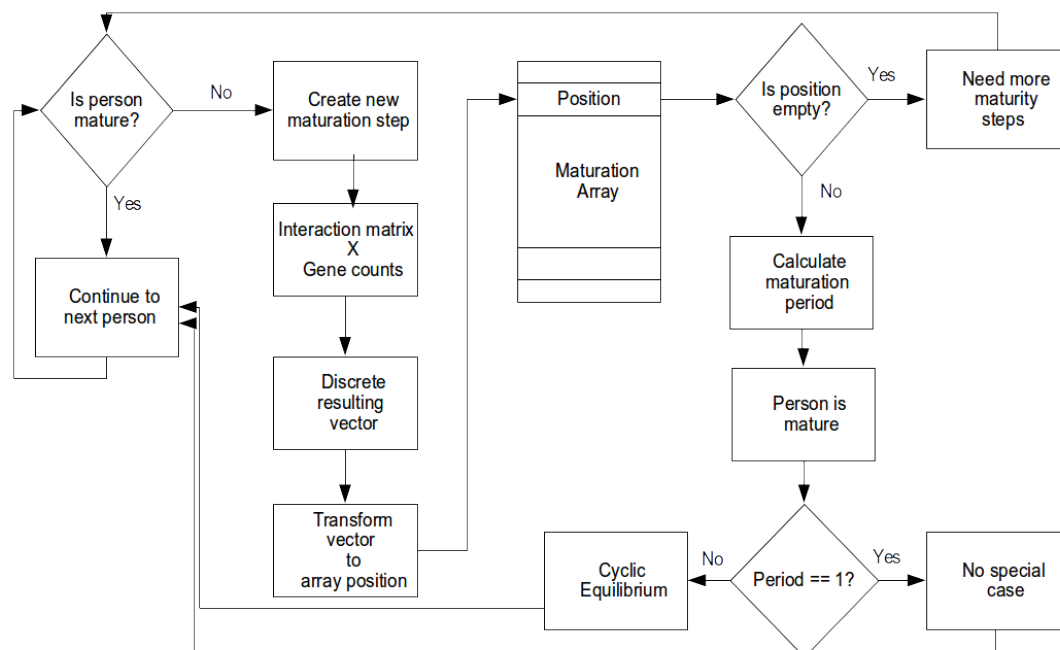 Is person
mature?
No
Yes
Continue to
next person
Create new
maturation step
Interaction matrix
X
Gene counts
Discrete
resulting
vector
Transform
vector
to
array position
Position
Maturation
Array
Is position
empty?
Yes
No
Need more
maturity
steps
Calculate
maturation
period
Person is
mature
Period == 1?
No
Yes
Cyclic
Equilibrium
No special
case